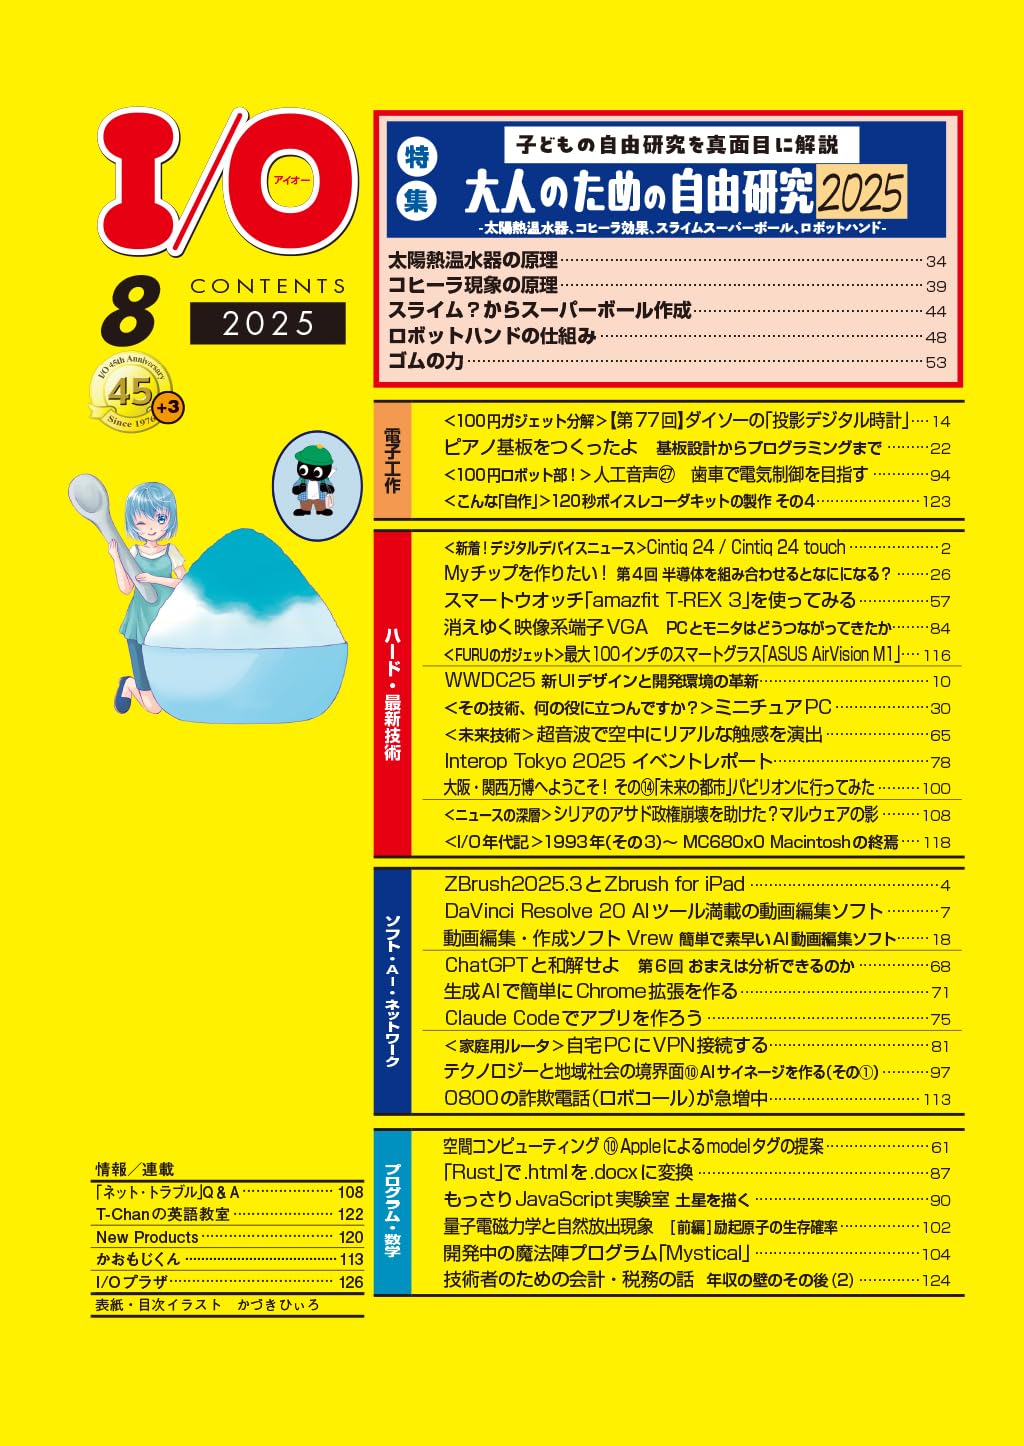 I/O
アイオー
8
CONTENTS
2025
I/O 45th Anniversary
45
+3
Since 1976
特集
子どもの自由研究を真面目に解説
大人のための自由研究2025
-太陽熱温水器、コヒーラ効果、スライムスーパーボール、ロボットハンド-
太陽熱温水器の原理 34
コヒーラ現象の原理 39
スライム？からスーパーボール作成 44
ロボットハンドの仕組み 48
ゴムの力 53
電子工作
<100円ガジェット分解>【第77回】ダイソーの「投影デジタル時計」 14
ピアノ基板をつくったよ 基板設計からプログラミングまで 22
<100円ロボット部！>人工音声㉗ 歯車で電気制御を目指す 94
<こんな「自作」>120秒ボイスレコーダキットの製作 その4 123
ハード・最新技術
<新着！デジタルデバイスニュース>Cintiq 24 / Cintiq 24 touch 2
Myチップを作りたい！ 第4回 半導体を組み合わせるとなにになる？ 26
スマートウオッチ「amazfit T-REX 3」を使ってみる 57
消えゆく映像系端子VGA PCとモニタはどうつながってきたか 84
<FURUのガジェット>最大100インチのスマートグラス「ASUS AirVision M1」 116
WWDC25 新UIデザインと開発環境の革新 10
<その技術、何の役に立つんですか？>ミニチュアPC 30
<未来技術>超音波で空中にリアルな触感を演出 65
Interop Tokyo 2025 イベントレポート 78
大阪・関西万博へようこそ！ その⑭「未来の都市」パビリオンに行ってみた 100
<ニュースの深層>シリアのアサド政権崩壊を助けた？マルウェアの影 108
<I/O年代記>1993年(その3)～ MC680x0 Macintoshの終焉 118
ソフト・AI・ネットワーク
ZBrush2025.3とZbrush for iPad 4
DaVinci Resolve 20 AIツール満載の動画編集ソフト 7
動画編集・作成ソフト Vrew 簡単で素早いAI動画編集ソフト 18
ChatGPTと和解せよ 第6回 おまえは分析できるのか 68
生成AIで簡単にChrome拡張を作る 71
Claude Codeでアプリを作ろう 75
<家庭用ルータ>自宅PCにVPN接続する 81
テクノロジーと地域社会の境界面⑩AIサイネージを作る(その①) 97
0800の詐欺電話(ロボコール)が急増中 113
プログラム・数学
空間コンピューティング ⑩Appleによるmodelタグの提案 61
「Rust」で.htmlを.docxに変換 87
もっさりJavaScript実験室 土星を描く 90
量子電磁力学と自然放出現象 [前編]励起原子の生存確率 102
開発中の魔法陣プログラム「Mystical」 104
技術者のための会計・税務の話 年収の壁のその後(2) 124
情報／連載
「ネット・トラブル」Q＆A 108
T-Chanの英語教室 122
New Products 120
かおもじくん 113
I/Oプラザ 126
表紙・目次イラスト かづきひぃろ